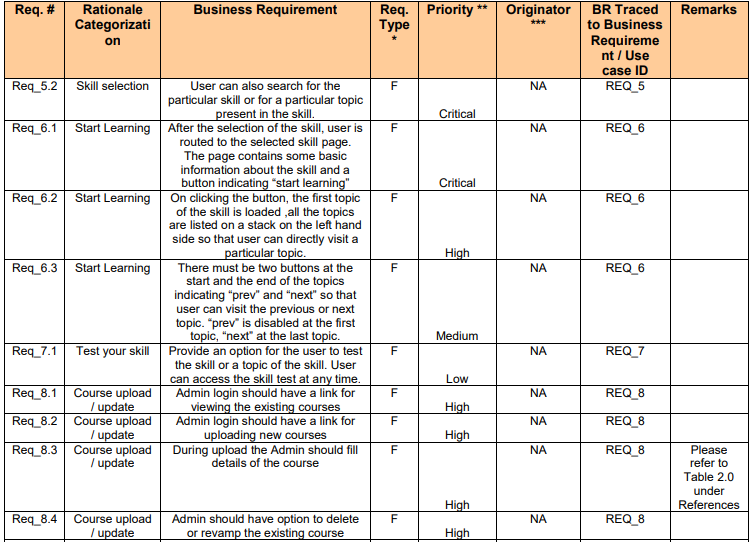 Req. # Rationale Categorizati on Business Requirement Req. Type * Priority ** Originator *** BR Traced to Business Requireme nt / Use case ID Remarks
Req_5.2 Skill selection User can also search for the F NA REQ_5
particular skill or for a particular topic
present in the skill. Critical
Req_6.1 Start Learning After the selection of the skill, user is F NA REQ_6
routed to the selected skill page.
The page contains some basic
information about the skill and a
button indicating “start learning” Critical
Req_6.2 Start Learning On clicking the button, the first topic F NA REQ_6
of the skill is loaded ,all the topics
are listed on a stack on the left hand
side so that user can directly visit a
particular topic. High
Req_6.3 Start Learning There must be two buttons at the F NA REQ_6
start and the end of the topics
indicating “prev” and “next” so that
user can visit the previous or next
topic. “prev” is disabled at the first
topic, “next” at the last topic. Medium
Req_7.1 Test your skill Provide an option for the user to test F NA REQ_7
the skill or a topic of the skill. User
can access the skill test at any time. Low
Req_8.1 Course upload Admin login should have a link for F NA REQ_8
/ update viewing the existing courses High
Req_8.2 Course upload Admin login should have a link for F NA REQ_8
/ update uploading new courses High
Req_8.3 Course upload During upload the Admin should fill F NA REQ_8 Please
/ update details of the course refer to
Table 2.0
under
High References
Req_8.4 Course upload Admin should have option to delete F NA REQ_8
/ update or revamp the existing course High